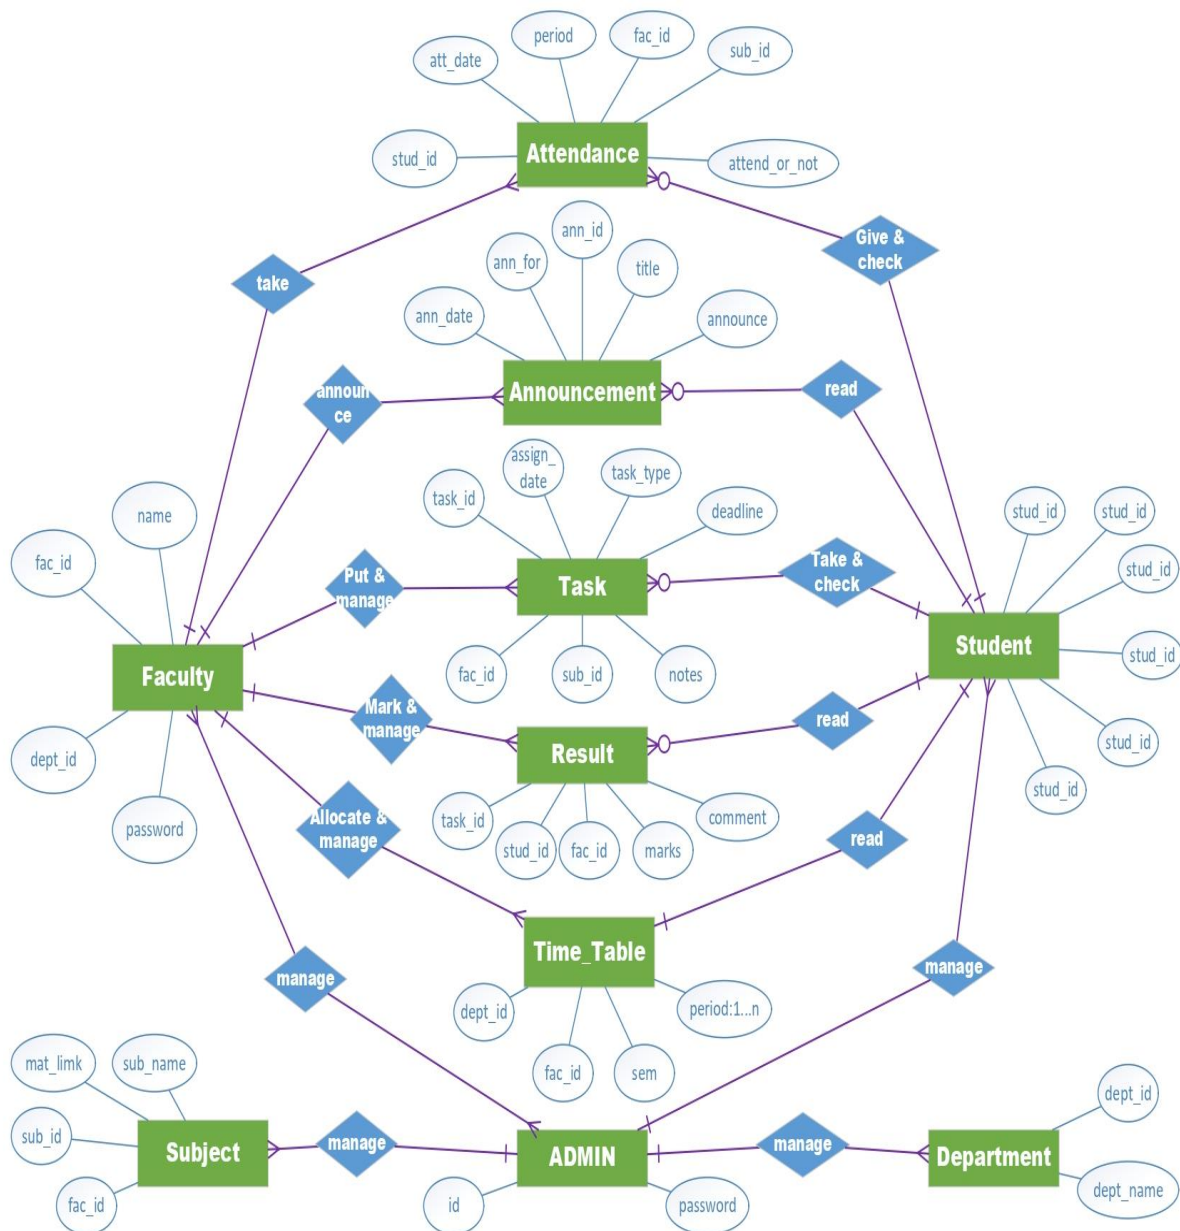 period
fac_id
sub_id
att_date
Attendance
stud_id
attend_or_not
ann_id
Give &
check
ann_for
title
take
ann_date
announce
announ
ce
Announcement
read
assign_
date
task_type
task_id
deadline
stud_id
stud_id
name
fac_id
Put &
manage
Task
Take &
check
stud_id
Student
stud_id
Faculty
fac_id
sub_id
notes
Mark &
manage
read
stud_id
dept_id
Result
stud_id
password
Allocate &
manage
task_id
comment
stud_id
fac_id
marks
read
Time_Table
manage
manage
dept_id
period:1...n
fac_id
sem
mat_limk
sub_name
dept_id
sub_id
Subject
manage
ADMIN
manage
Department
fac_id
id
password
dept_name